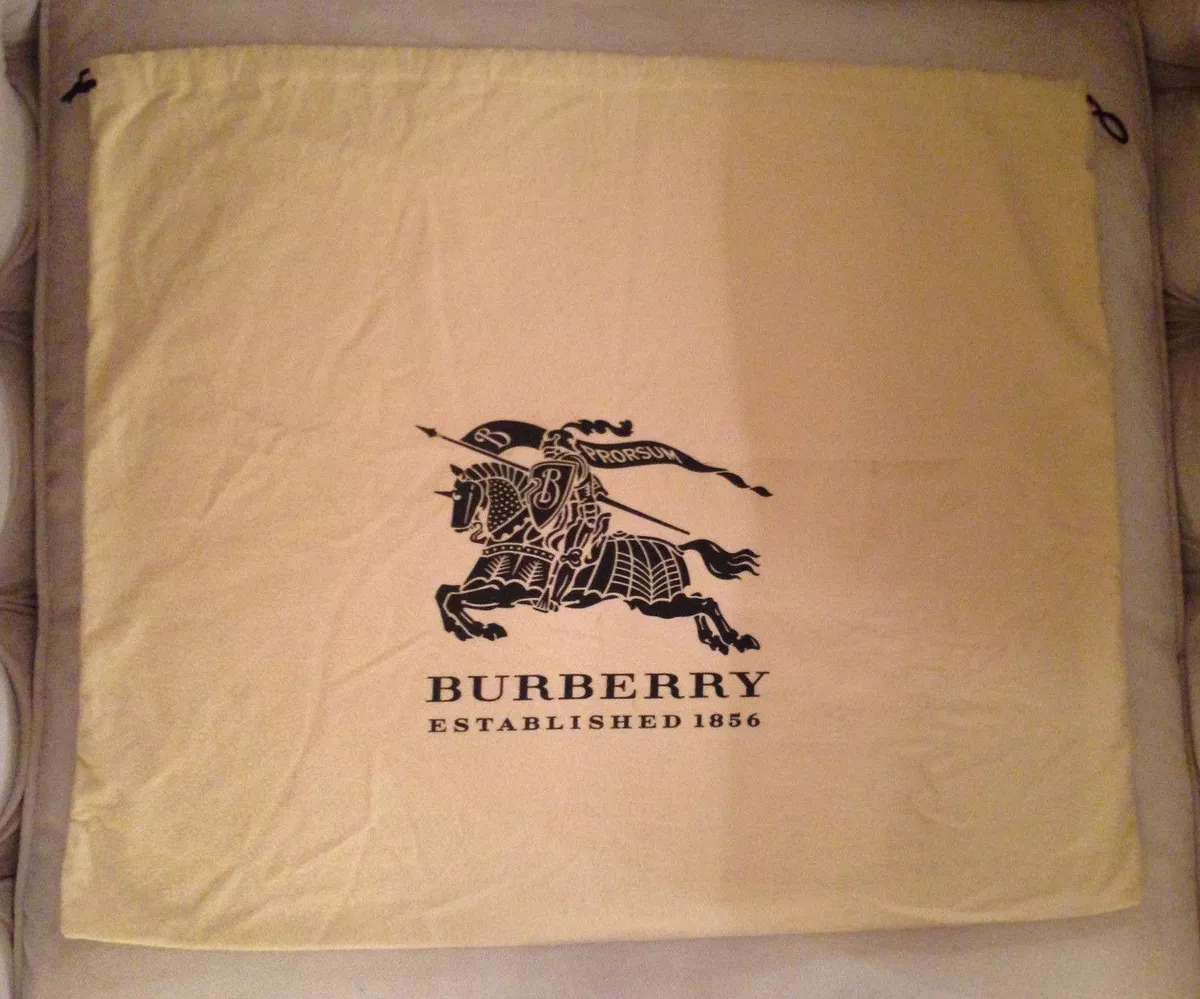 B
PRORSUM
B
BURBERRY
ESTABLISHED 1856